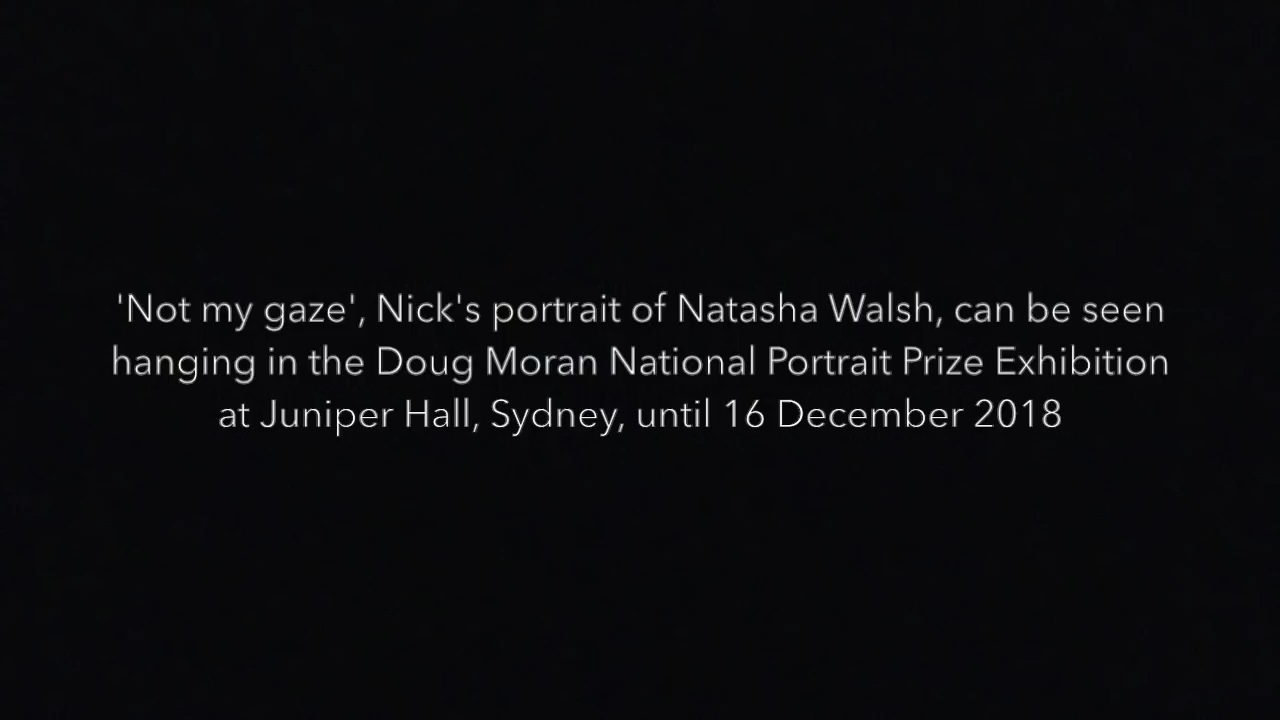 'Not my gaze', Nick's portrait of Natasha Walsh, can be seen
hanging in the Doug Moran National Portrait Prize Exhibition
at Juniper Hall, Sydney, until 16 December 2018